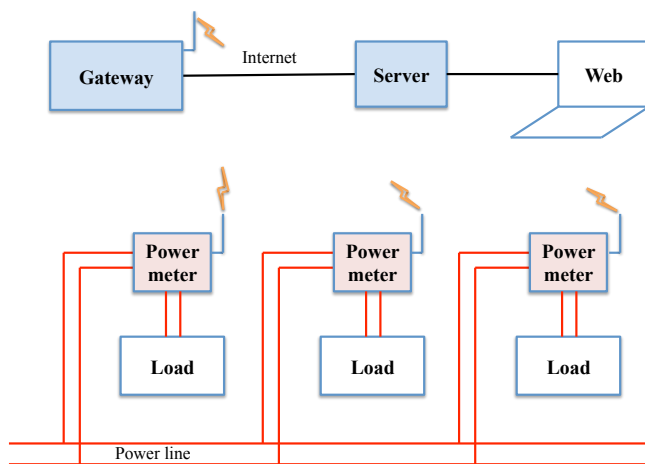 Internet
Gateway
Server
Web
Power
meter
Power
meter
Power
meter
Load
Load
Load
Power line